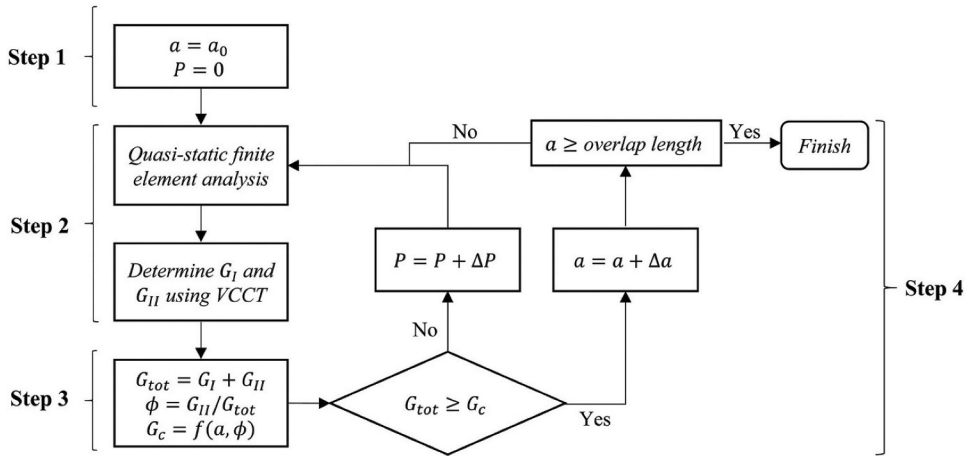 Step 1
a = a₀
P = 0
Step 2
Quasi-static finite
element analysis
Determine G_I and
G_II using VCCT
Step 3
G_tot = G_I + G_II
ϕ = G_II/G_tot
G_c = f(a, ϕ)
G_tot ≥ G_c
No
P = P + ΔP
Yes
a = a + Δa
a ≥ overlap length
No
Yes
Finish
Step 4